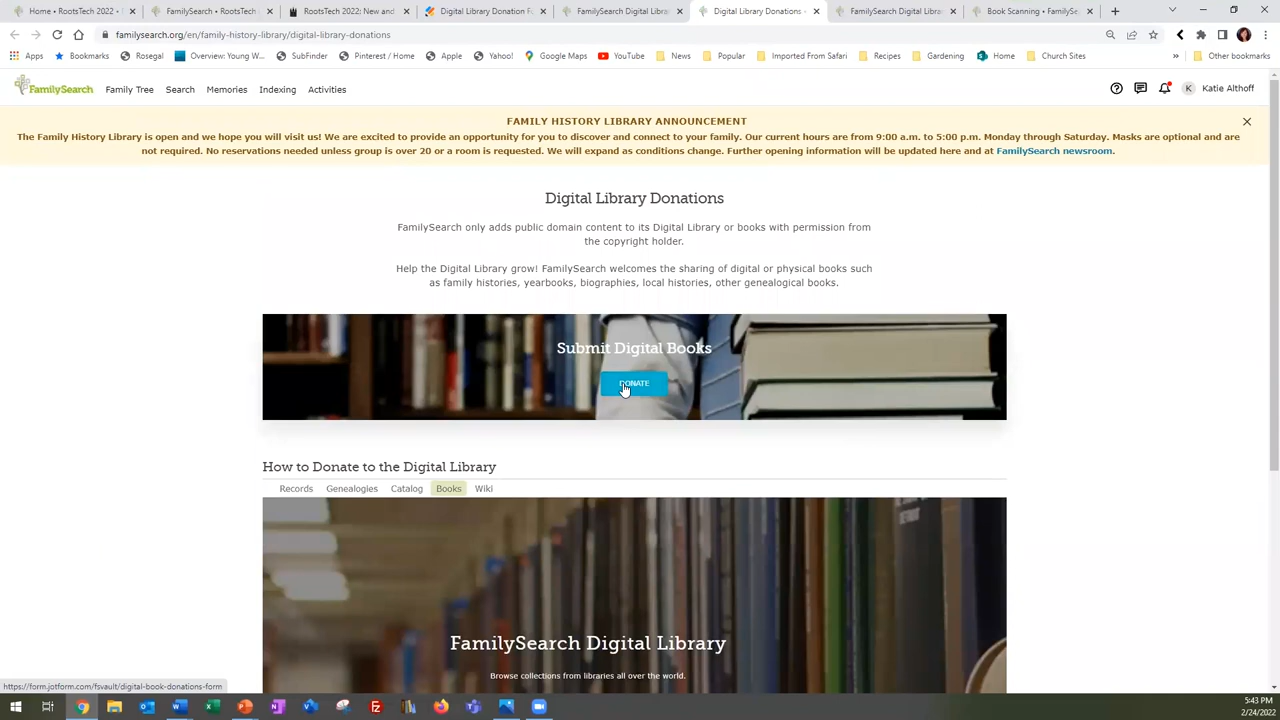 Home • RootsTech 2022 •
RootsTech 2022 •
RootsTech 2022: New and
Digital Library Donation F
FamilySearch Digital Librar
Digital Library Donations •
FamilySearch Digital Librar
Book Scanning • FamilySe
familysearch.org/en/family-history-library/digital-library-donations
Apps Bookmarks Rosegal Overview: Young W... SubFinder Pinterest / Home Apple Yahoo! Google Maps YouTube News Popular Imported From Safari Recipes Gardening Home Church Sites » Other bookmarks
FamilySearch Family Tree Search Memories Indexing Activities K Katie Althoff
FAMILY HISTORY LIBRARY ANNOUNCEMENT
The Family History Library is open and we hope you will visit us! We are excited to provide an opportunity for you to discover and connect to your family. Our current hours are from 9:00 a.m. to 5:00 p.m. Monday through Saturday. Masks are optional and are
not required. No reservations needed unless group is over 20 or a room is requested. We will expand as conditions change. Further opening information will be updated here and at FamilySearch newsroom.
Digital Library Donations
FamilySearch only adds public domain content to its Digital Library or books with permission from
the copyright holder.
Help the Digital Library grow! FamilySearch welcomes the sharing of digital or physical books such
as family histories, yearbooks, biographies, local histories, other genealogical books.
Submit Digital Books
DONATE
How to Donate to the Digital Library
Records Genealogies Catalog Books Wiki
FamilySearch Digital Library
Browse collections from libraries all over the world.
https://form.jotform.com/fsvault/digital-book-donations-form
5:43 PM
2/24/2022